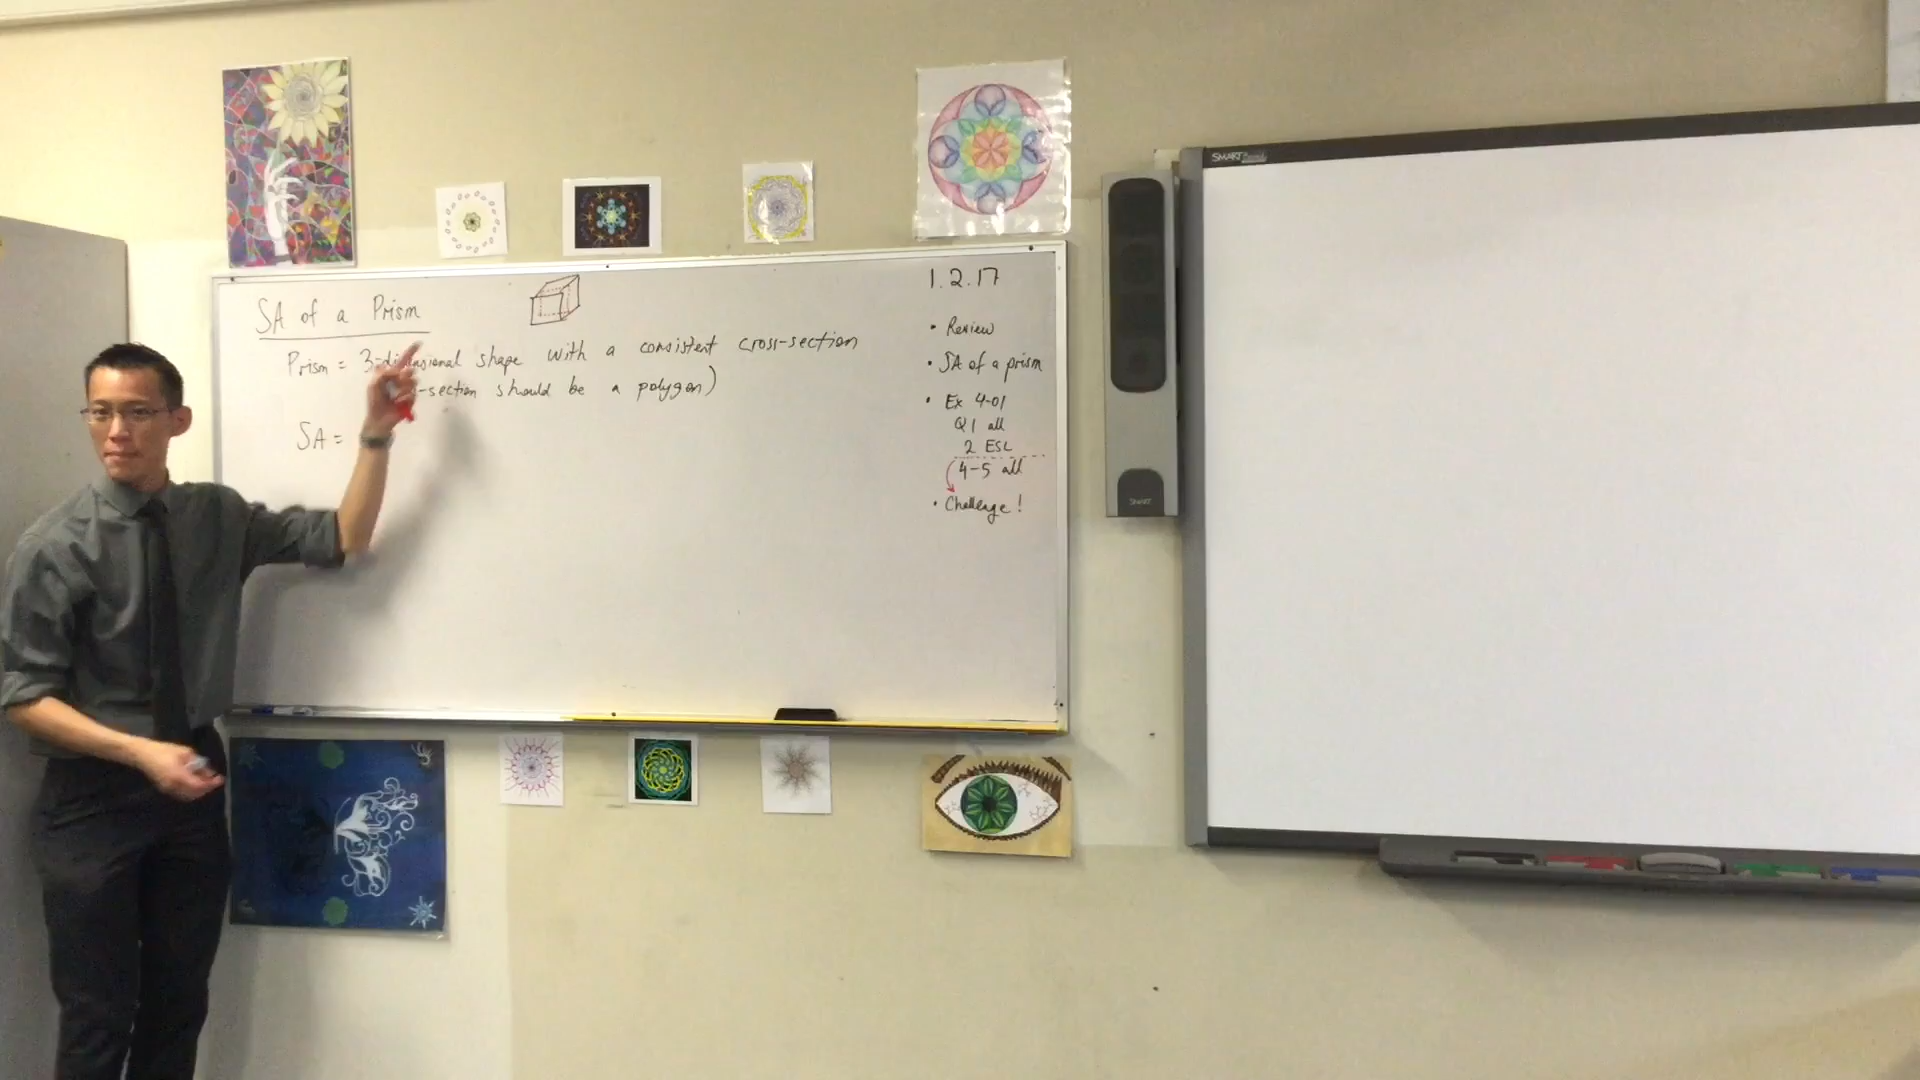 SA of a Prism
Prism = 3-dimensional shape with a consistent cross-section
-section should be a polygon)
SA =
1.2.17
• Review
• SA of a prism
• Ex 4-01
Q1 all
2 ESL
4-5 all
• Challenge!
SMART
SMART